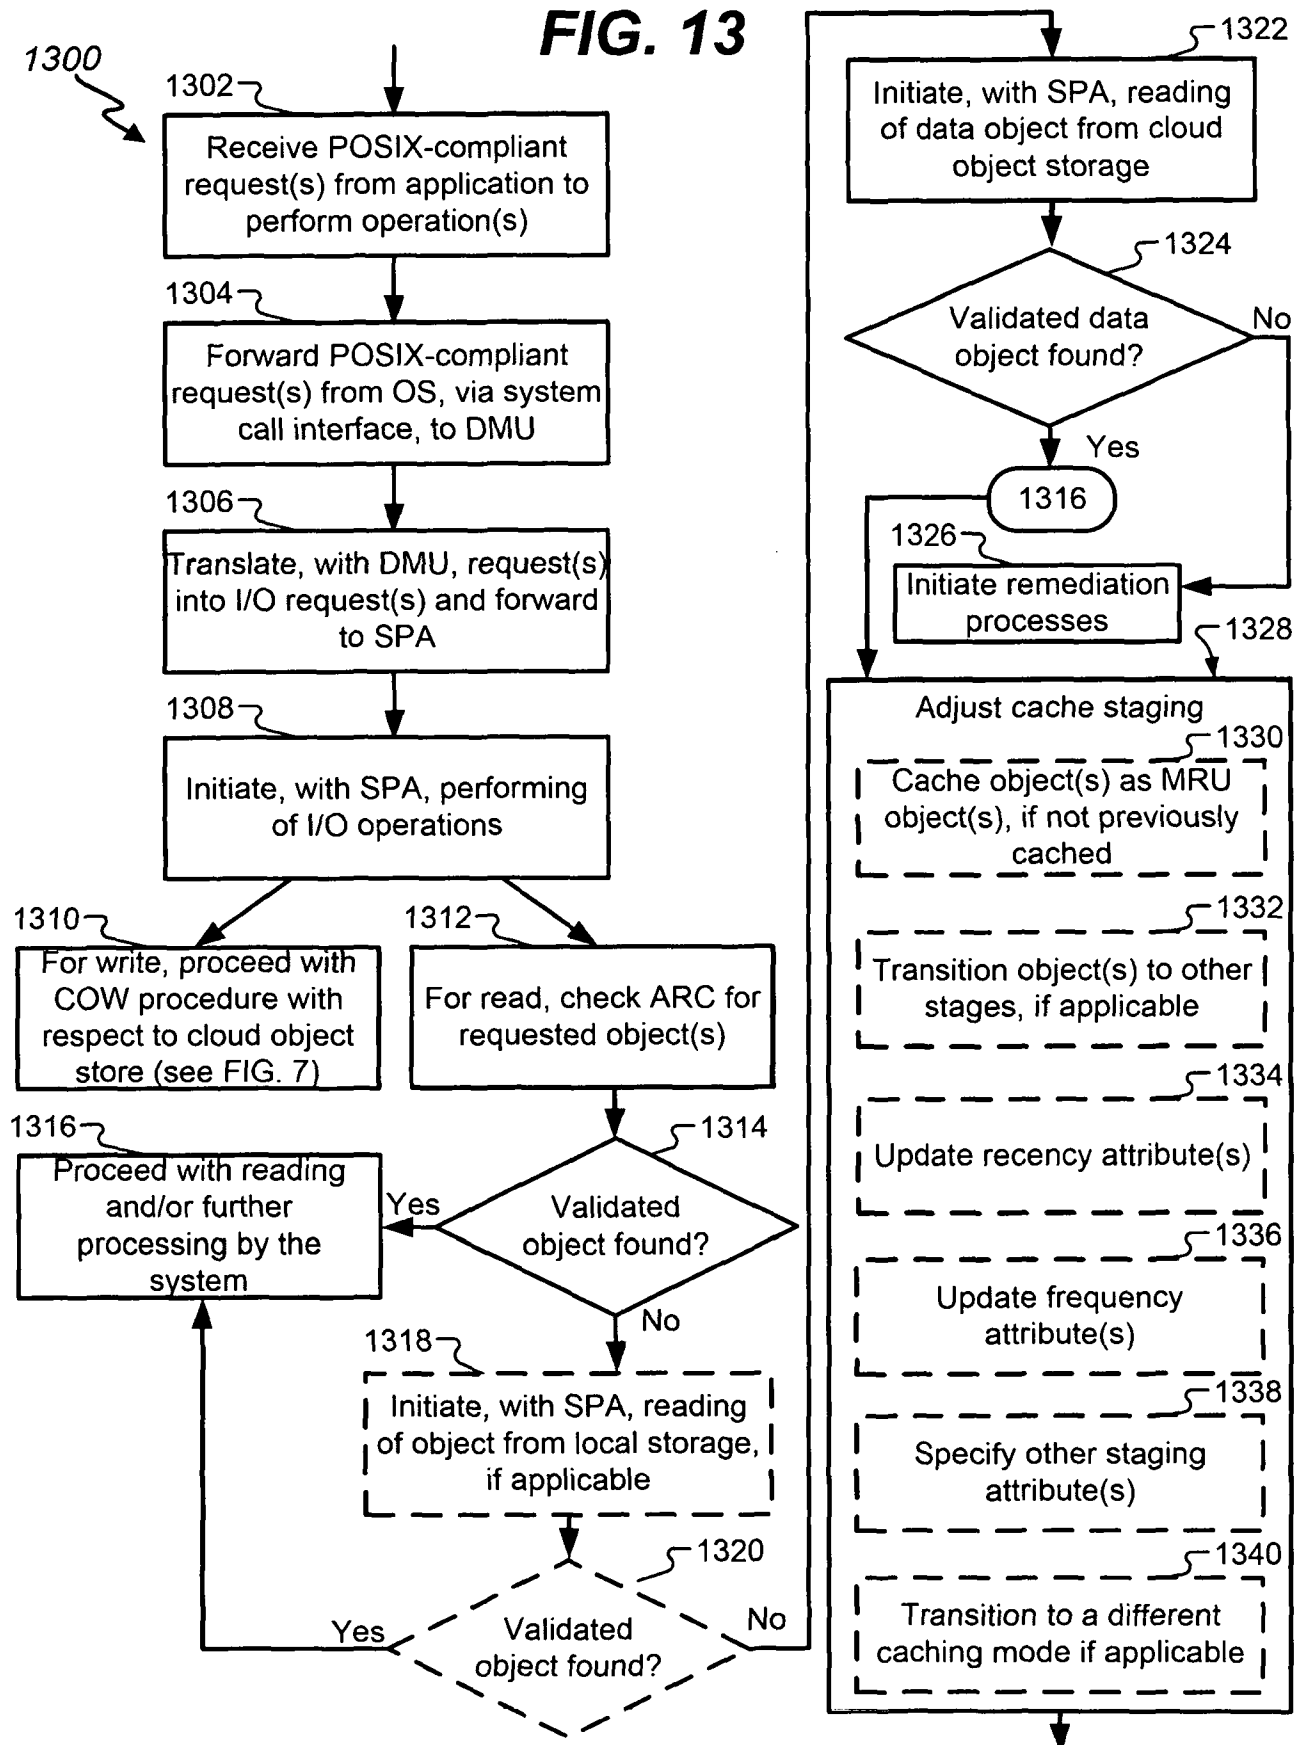 FIG. 13
1300
1302
Receive POSIX-compliant
request(s) from application to
perform operation(s)
1304
Forward POSIX-compliant
request(s) from OS, via system
call interface, to DMU
1306
Translate, with DMU, request(s)
into I/O request(s) and forward
to SPA
1308
Initiate, with SPA, performing
of I/O operations
1310
For write, proceed with
COW procedure with
respect to cloud object
store (see FIG. 7)
1312
For read, check ARC for
requested object(s)
1314
Validated
object found?
Yes
No
1316
Proceed with reading
and/or further
processing by the
system
1318
Initiate, with SPA, reading
of object from local storage,
if applicable
1320
Validated
object found?
Yes
No
1322
Initiate, with SPA, reading
of data object from cloud
object storage
1324
Validated data
object found?
No
Yes
1316
1326
Initiate remediation
processes
1328
Adjust cache staging
1330
Cache object(s) as MRU
object(s), if not previously
cached
1332
Transition object(s) to other
stages, if applicable
1334
Update recency attribute(s)
1336
Update frequency
attribute(s)
1338
Specify other staging
attribute(s)
1340
Transition to a different
caching mode if applicable